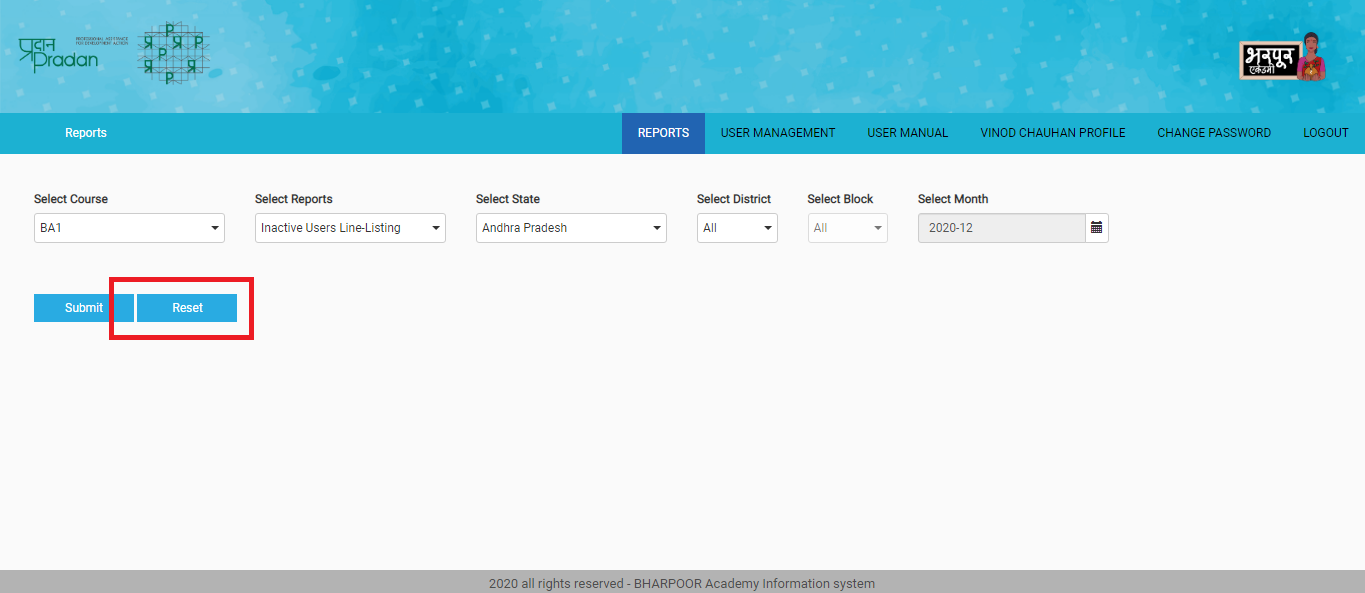 प्रदान
Pradan
PROFESSIONAL ASSISTANCE
FOR DEVELOPMENT ACTION
P
प्र प्र P
P
प्र प्र
P
भरपूर
एकेडमी
Reports REPORTS USER MANAGEMENT USER MANUAL VINOD CHAUHAN PROFILE CHANGE PASSWORD LOGOUT
Select Course Select Reports Select State Select District Select Block Select Month
BA1 Inactive Users Line-Listing Andhra Pradesh All All 2020-12
Submit Reset
2020 all rights reserved - BHARPOOR Academy Information system